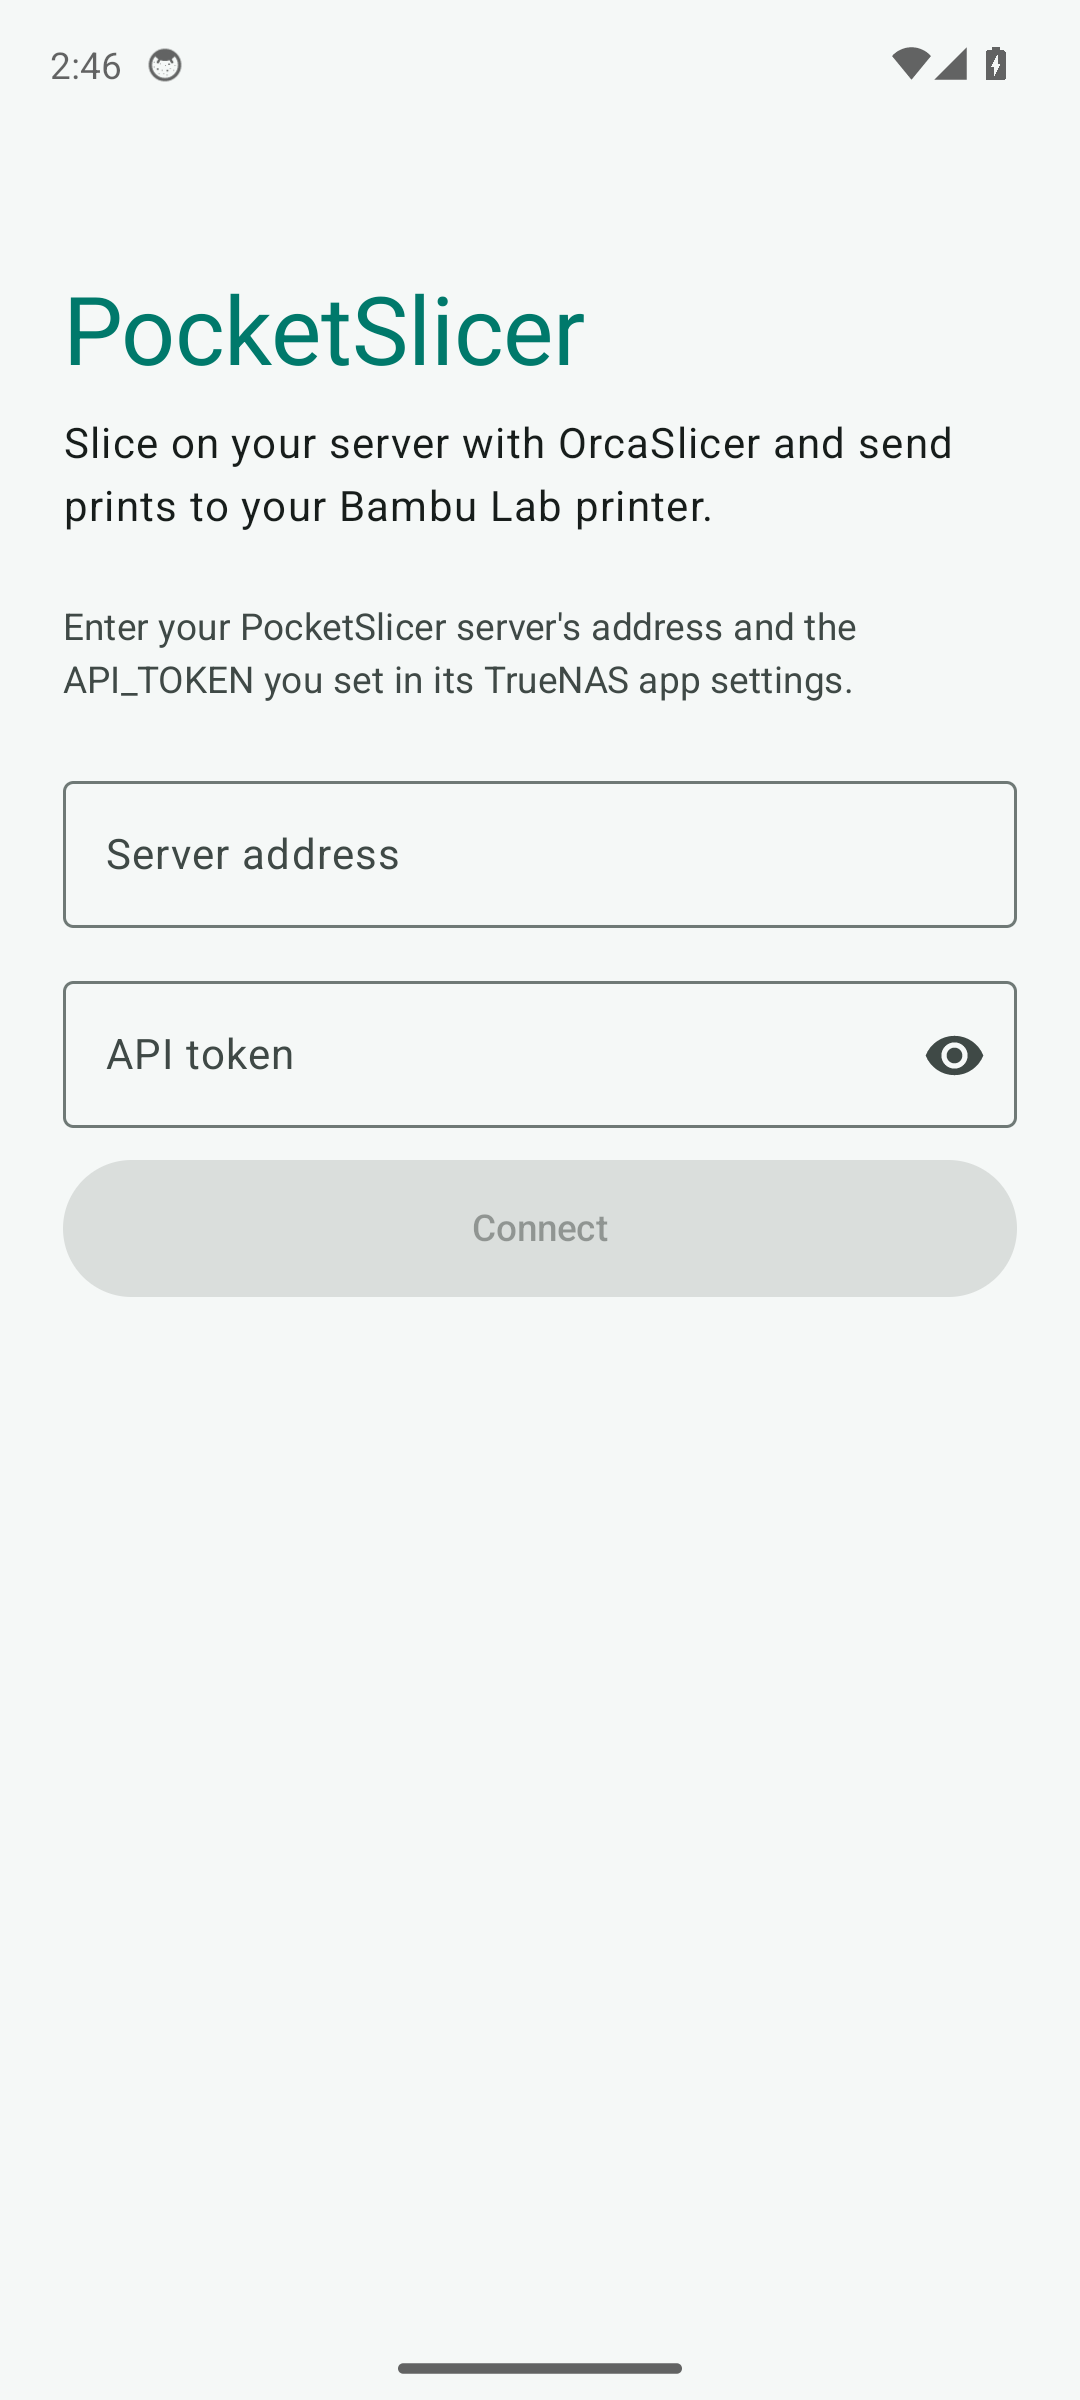 2:46
PocketSlicer
Slice on your server with OrcaSlicer and send
prints to your Bambu Lab printer.
Enter your PocketSlicer server's address and the
API_TOKEN you set in its TrueNAS app settings.
Server address
API token
Connect